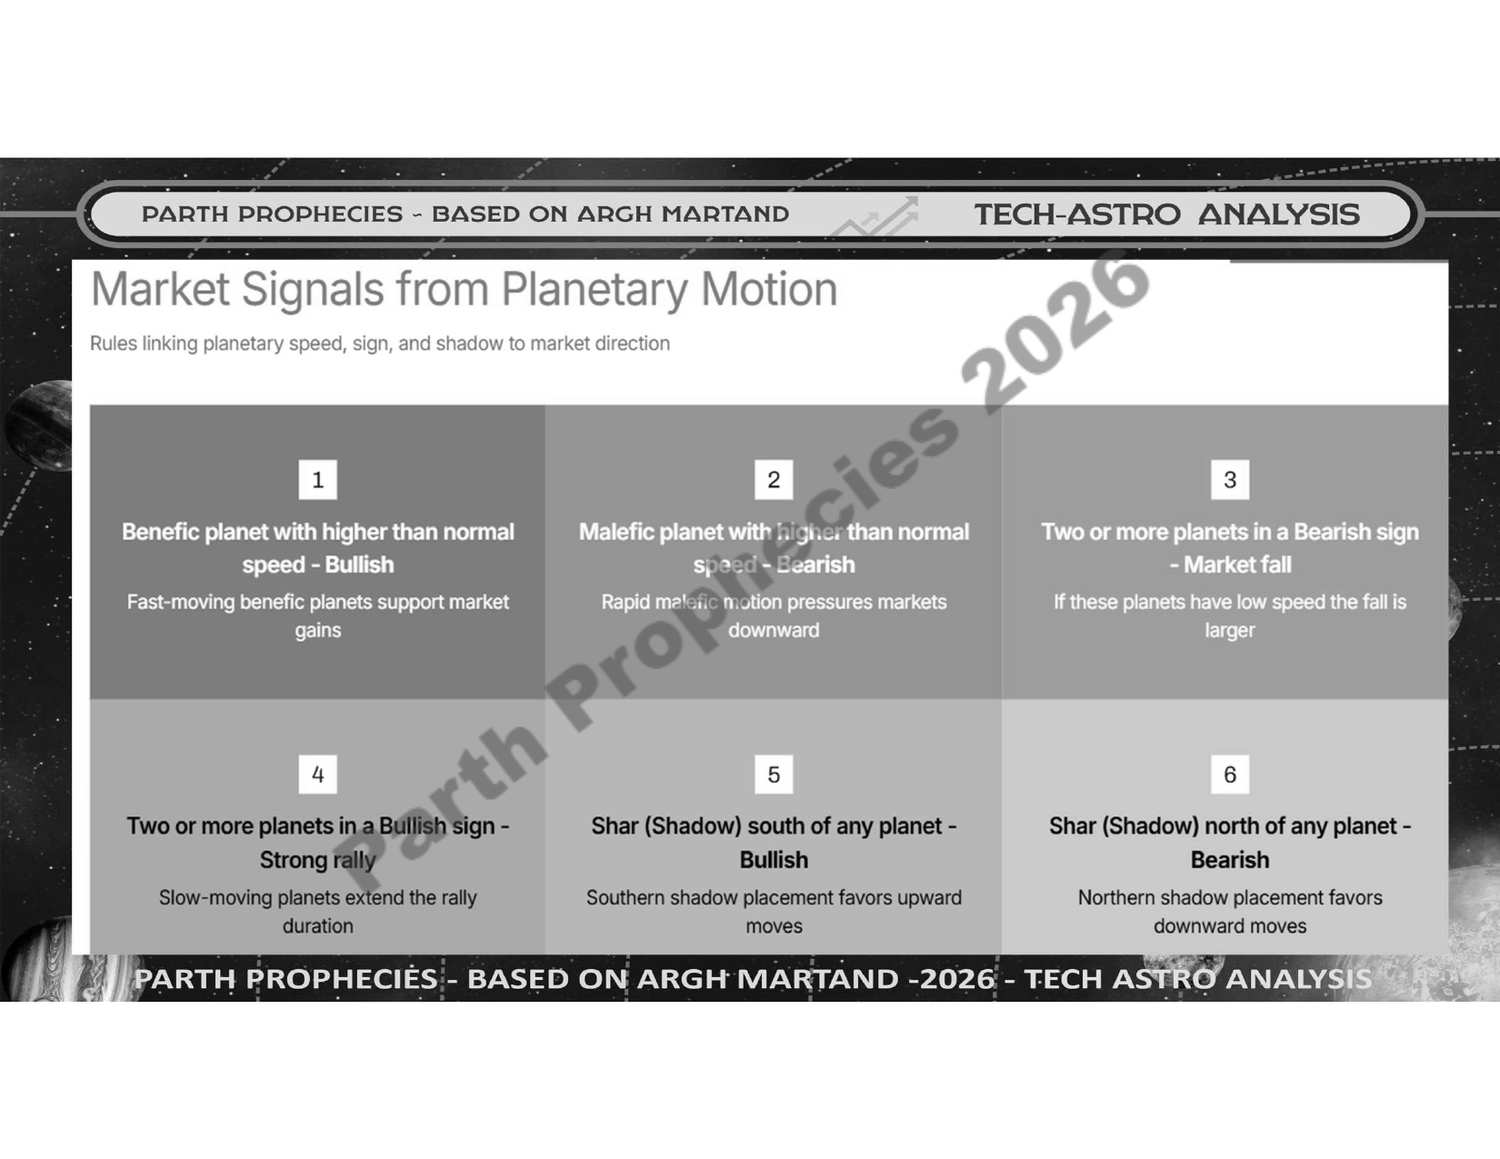 PARTH PROPHECIES ~ BASED ON ARGH MARTAND
TECH-ASTRO ANALYSIS
Market Signals from Planetary Motion
Rules linking planetary speed, sign, and shadow to market direction
1
Benefic planet with higher than normal
speed - Bullish
Fast-moving benefic planets support market
gains
2
Malefic planet with higher than normal
speed - Bearish
Rapid malefic motion pressures markets
downward
3
Two or more planets in a Bearish sign
- Market fall
If these planets have low speed the fall is
larger
4
Two or more planets in a Bullish sign -
Strong rally
Slow-moving planets extend the rally
duration
5
Shar (Shadow) south of any planet -
Bullish
Southern shadow placement favors upward
moves
6
Shar (Shadow) north of any planet -
Bearish
Northern shadow placement favors
downward moves
Parth Prophecies 2026
PARTH PROPHECIES - BASED ON ARGH MARTAND -2026 - TECH ASTRO ANALYSIS